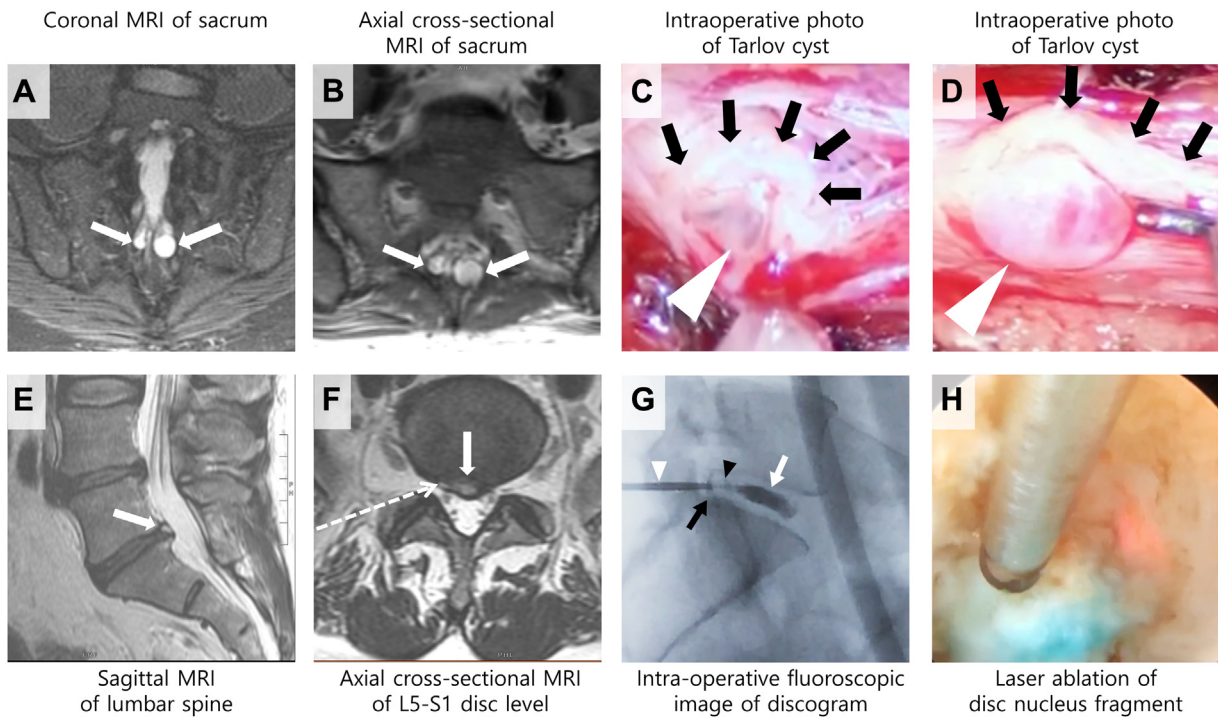 Coronal MRI of sacrum
Axial cross-sectional
MRI of sacrum
Intraoperative photo
of Tarlov cyst
Intraoperative photo
of Tarlov cyst
A
B
C
D
E
F
G
H
Sagittal MRI
of lumbar spine
Axial cross-sectional MRI
of L5-S1 disc level
Intra-operative fluoroscopic
image of discogram
Laser ablation of
disc nucleus fragment